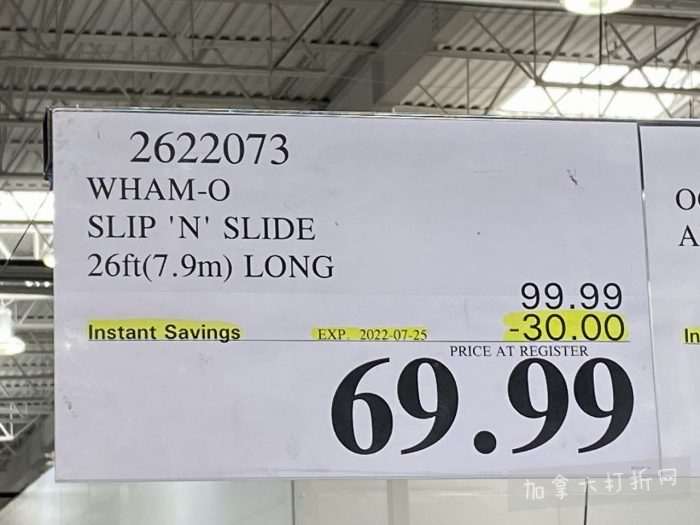 2622073
WHAM-O
SLIP 'N' SLIDE
26ft(7.9m) LONG
99.99
Instant Savings EXP. 2022-07-25 -30.00
PRICE AT REGISTER
69.99
O
A
In
加拿大打折网